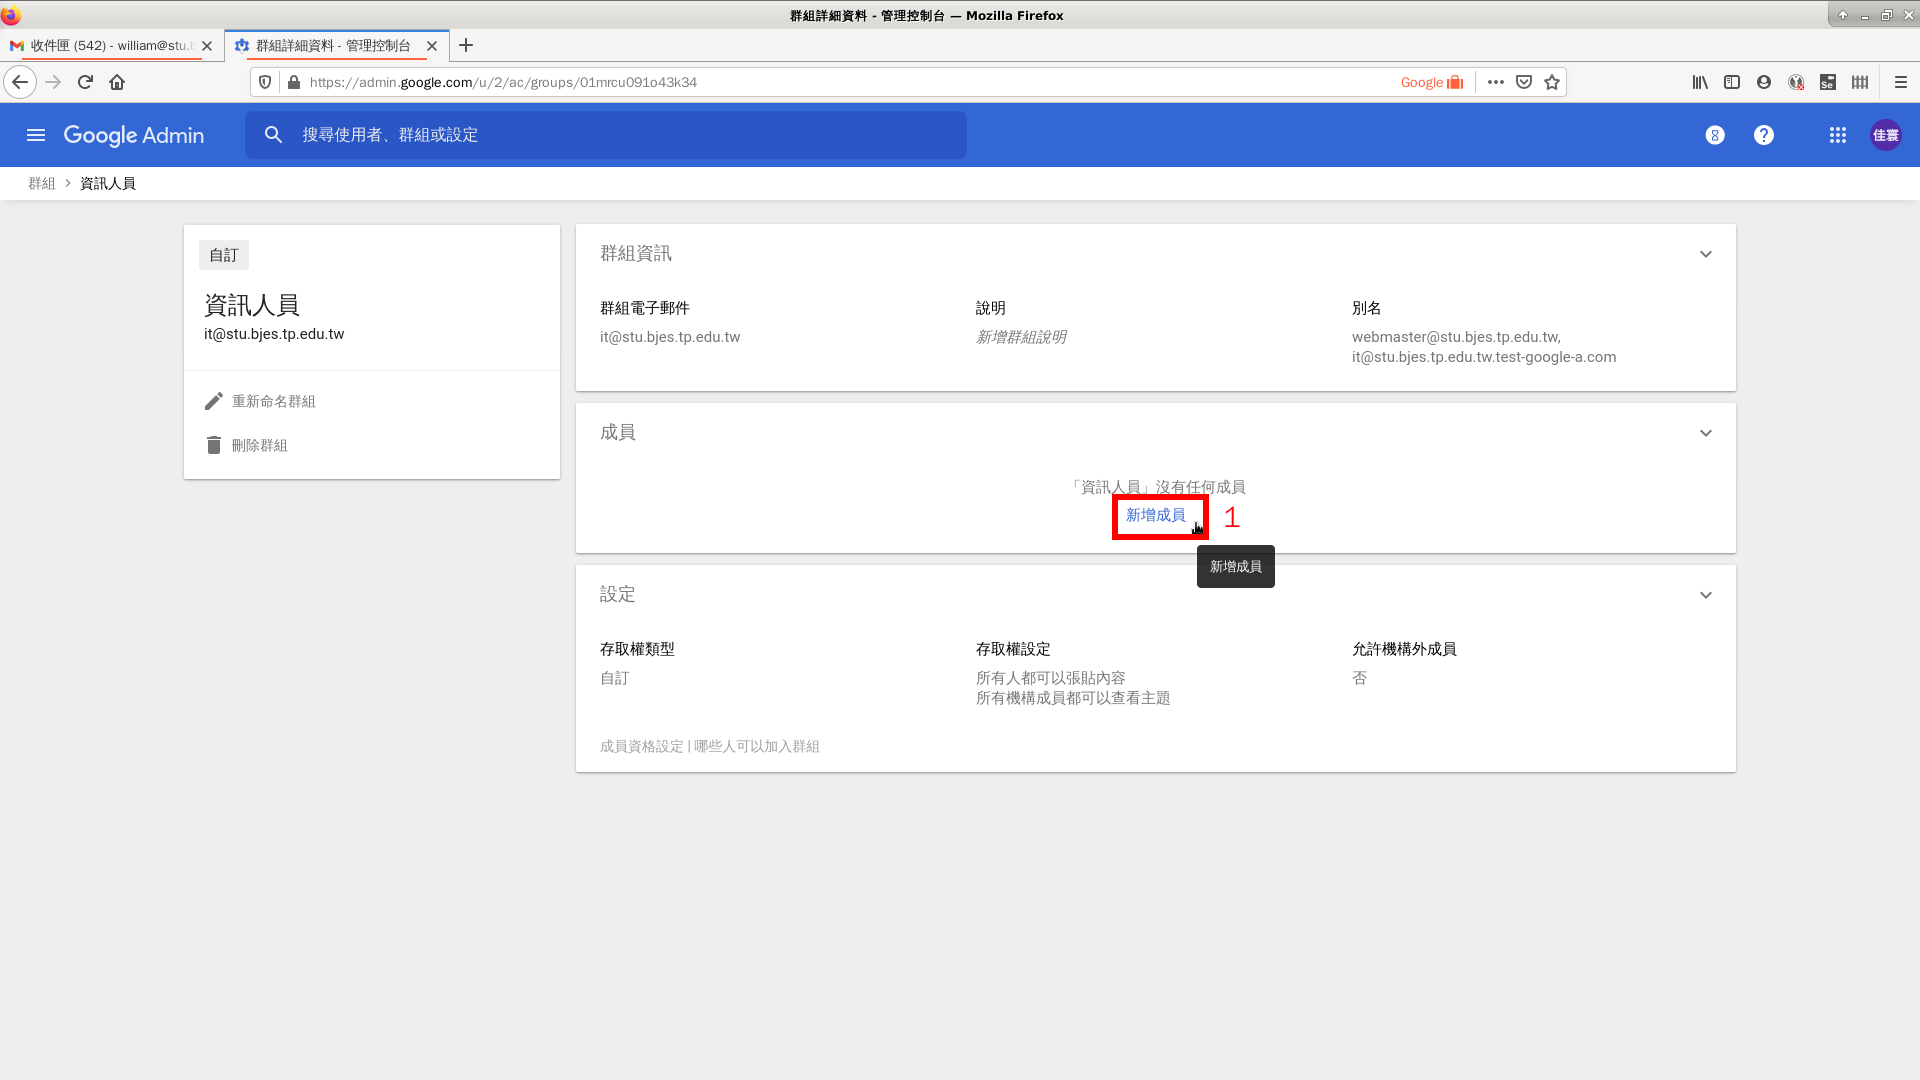 群組詳細資料 - 管理控制台 — Mozilla Firefox
收件匣 (542) - william@stu.
群組詳細資料 - 管理控制台
https://admin.google.com/u/2/ac/groups/01mrcu091o43k34
Google
Se
Google Admin
搜尋使用者、群組或設定
佳寰
群組 > 資訊人員
自訂
資訊人員
it@stu.bjes.tp.edu.tw
重新命名群組
刪除群組
群組資訊
群組電子郵件
it@stu.bjes.tp.edu.tw
說明
新增群組說明
別名
webmaster@stu.bjes.tp.edu.tw,
it@stu.bjes.tp.edu.tw.test-google-a.com
成員
「資訊人員」沒有任何成員
新增成員
1
新增成員
設定
存取權類型
自訂
存取權設定
所有人都可以張貼內容
所有機構成員都可以查看主題
允許機構外成員
否
成員資格設定 | 哪些人可以加入群組